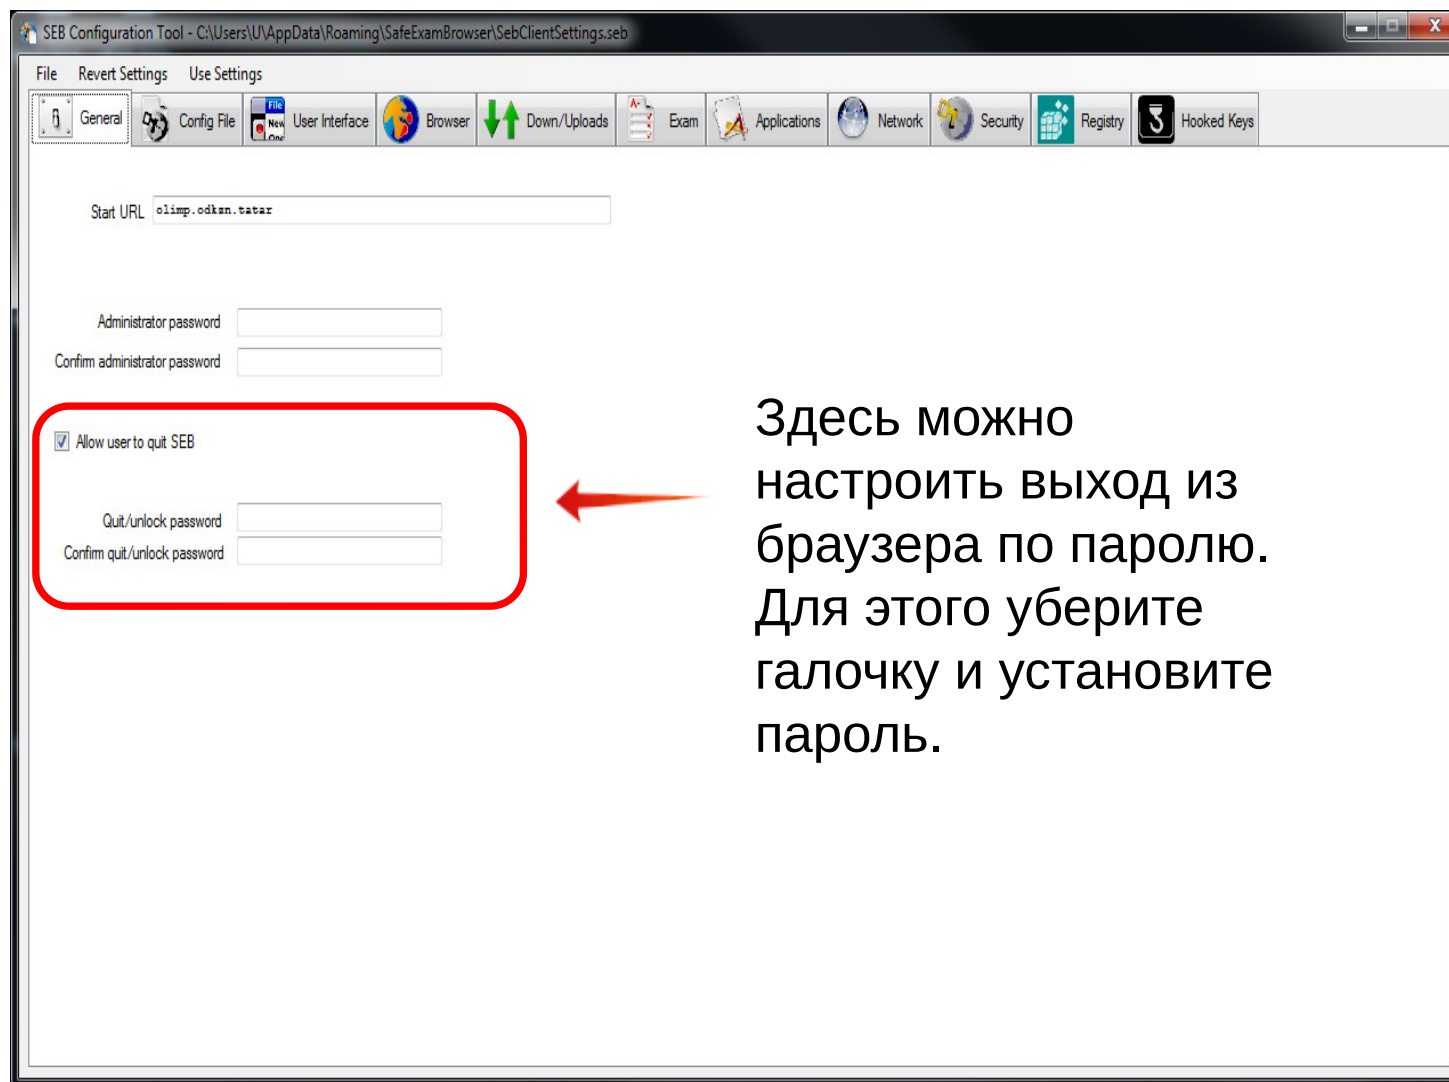 SEB Configuration Tool - C:\Users\U\AppData\Roaming\SafeExamBrowser\SebClientSettings.seb
File Revert Settings Use Settings
General Config File User Interface Browser Down/Uploads Exam Applications Network Security Registry Hooked Keys
Start URL olimp.odkzn.tatar
Administrator password
Confirm administrator password
Allow user to quit SEB
Quit/unlock password
Confirm quit/unlock password
Здесь можно
настроить выход из
браузера по паролю.
Для этого уберите
галочку и установите
пароль.